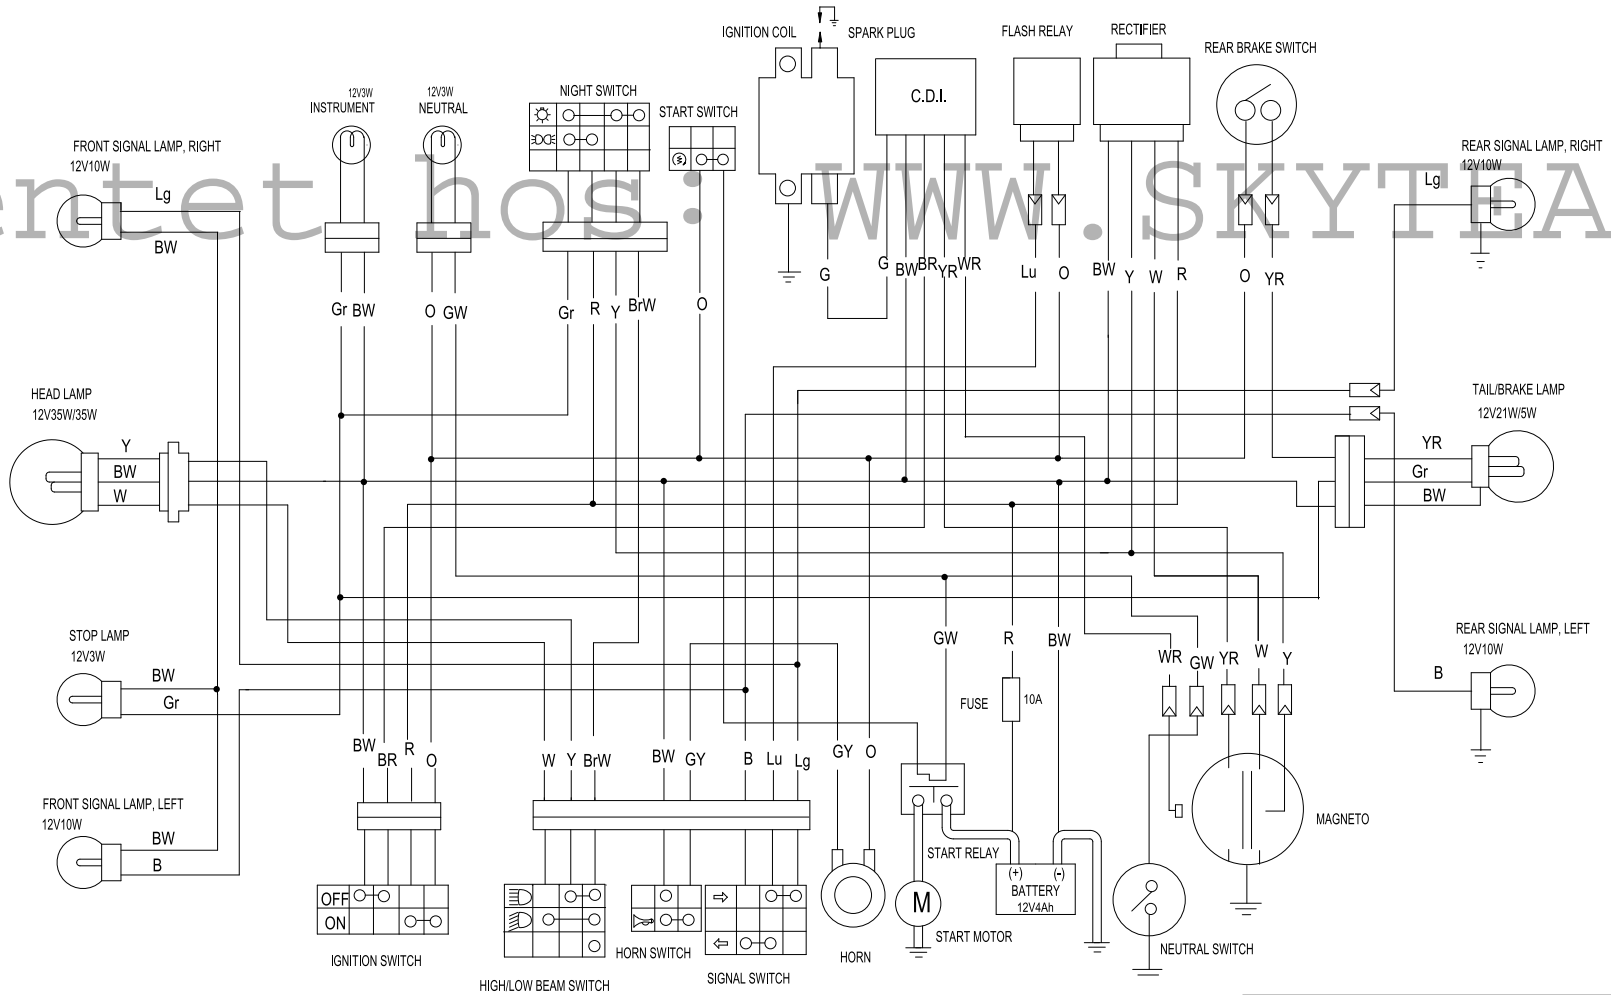 IGNITION COIL
SPARK PLUG
FLASH RELAY
RECTIFIER
REAR BRAKE SWITCH
12V3W
INSTRUMENT
12V3W
NEUTRAL
NIGHT SWITCH
START SWITCH
C.D.I.
FRONT SIGNAL LAMP, RIGHT
12V10W
REAR SIGNAL LAMP, RIGHT
12V10W
entet hos: WWW.SKYTEA
Lg
BW
Lg
Gr BW
O GW
Gr R Y BrW
O
G
G BW BR YR WR
Lu O
BW Y W R
O YR
HEAD LAMP
12V35W/35W
Y
BW
W
TAIL/BRAKE LAMP
12V21W/5W
YR
Gr
BW
STOP LAMP
12V3W
BW
Gr
GW
R
BW
WR GW YR W Y
REAR SIGNAL LAMP, LEFT
12V10W
B
FUSE
10A
BW BR R O
W Y BrW
BW GY
B Lu Lg
GY O
FRONT SIGNAL LAMP, LEFT
12V10W
BW
B
MAGNETO
START RELAY
(+) (-)
BATTERY
12V4Ah
OFF
ON
M
START MOTOR
IGNITION SWITCH
HIGH/LOW BEAM SWITCH
HORN SWITCH
SIGNAL SWITCH
HORN
NEUTRAL SWITCH